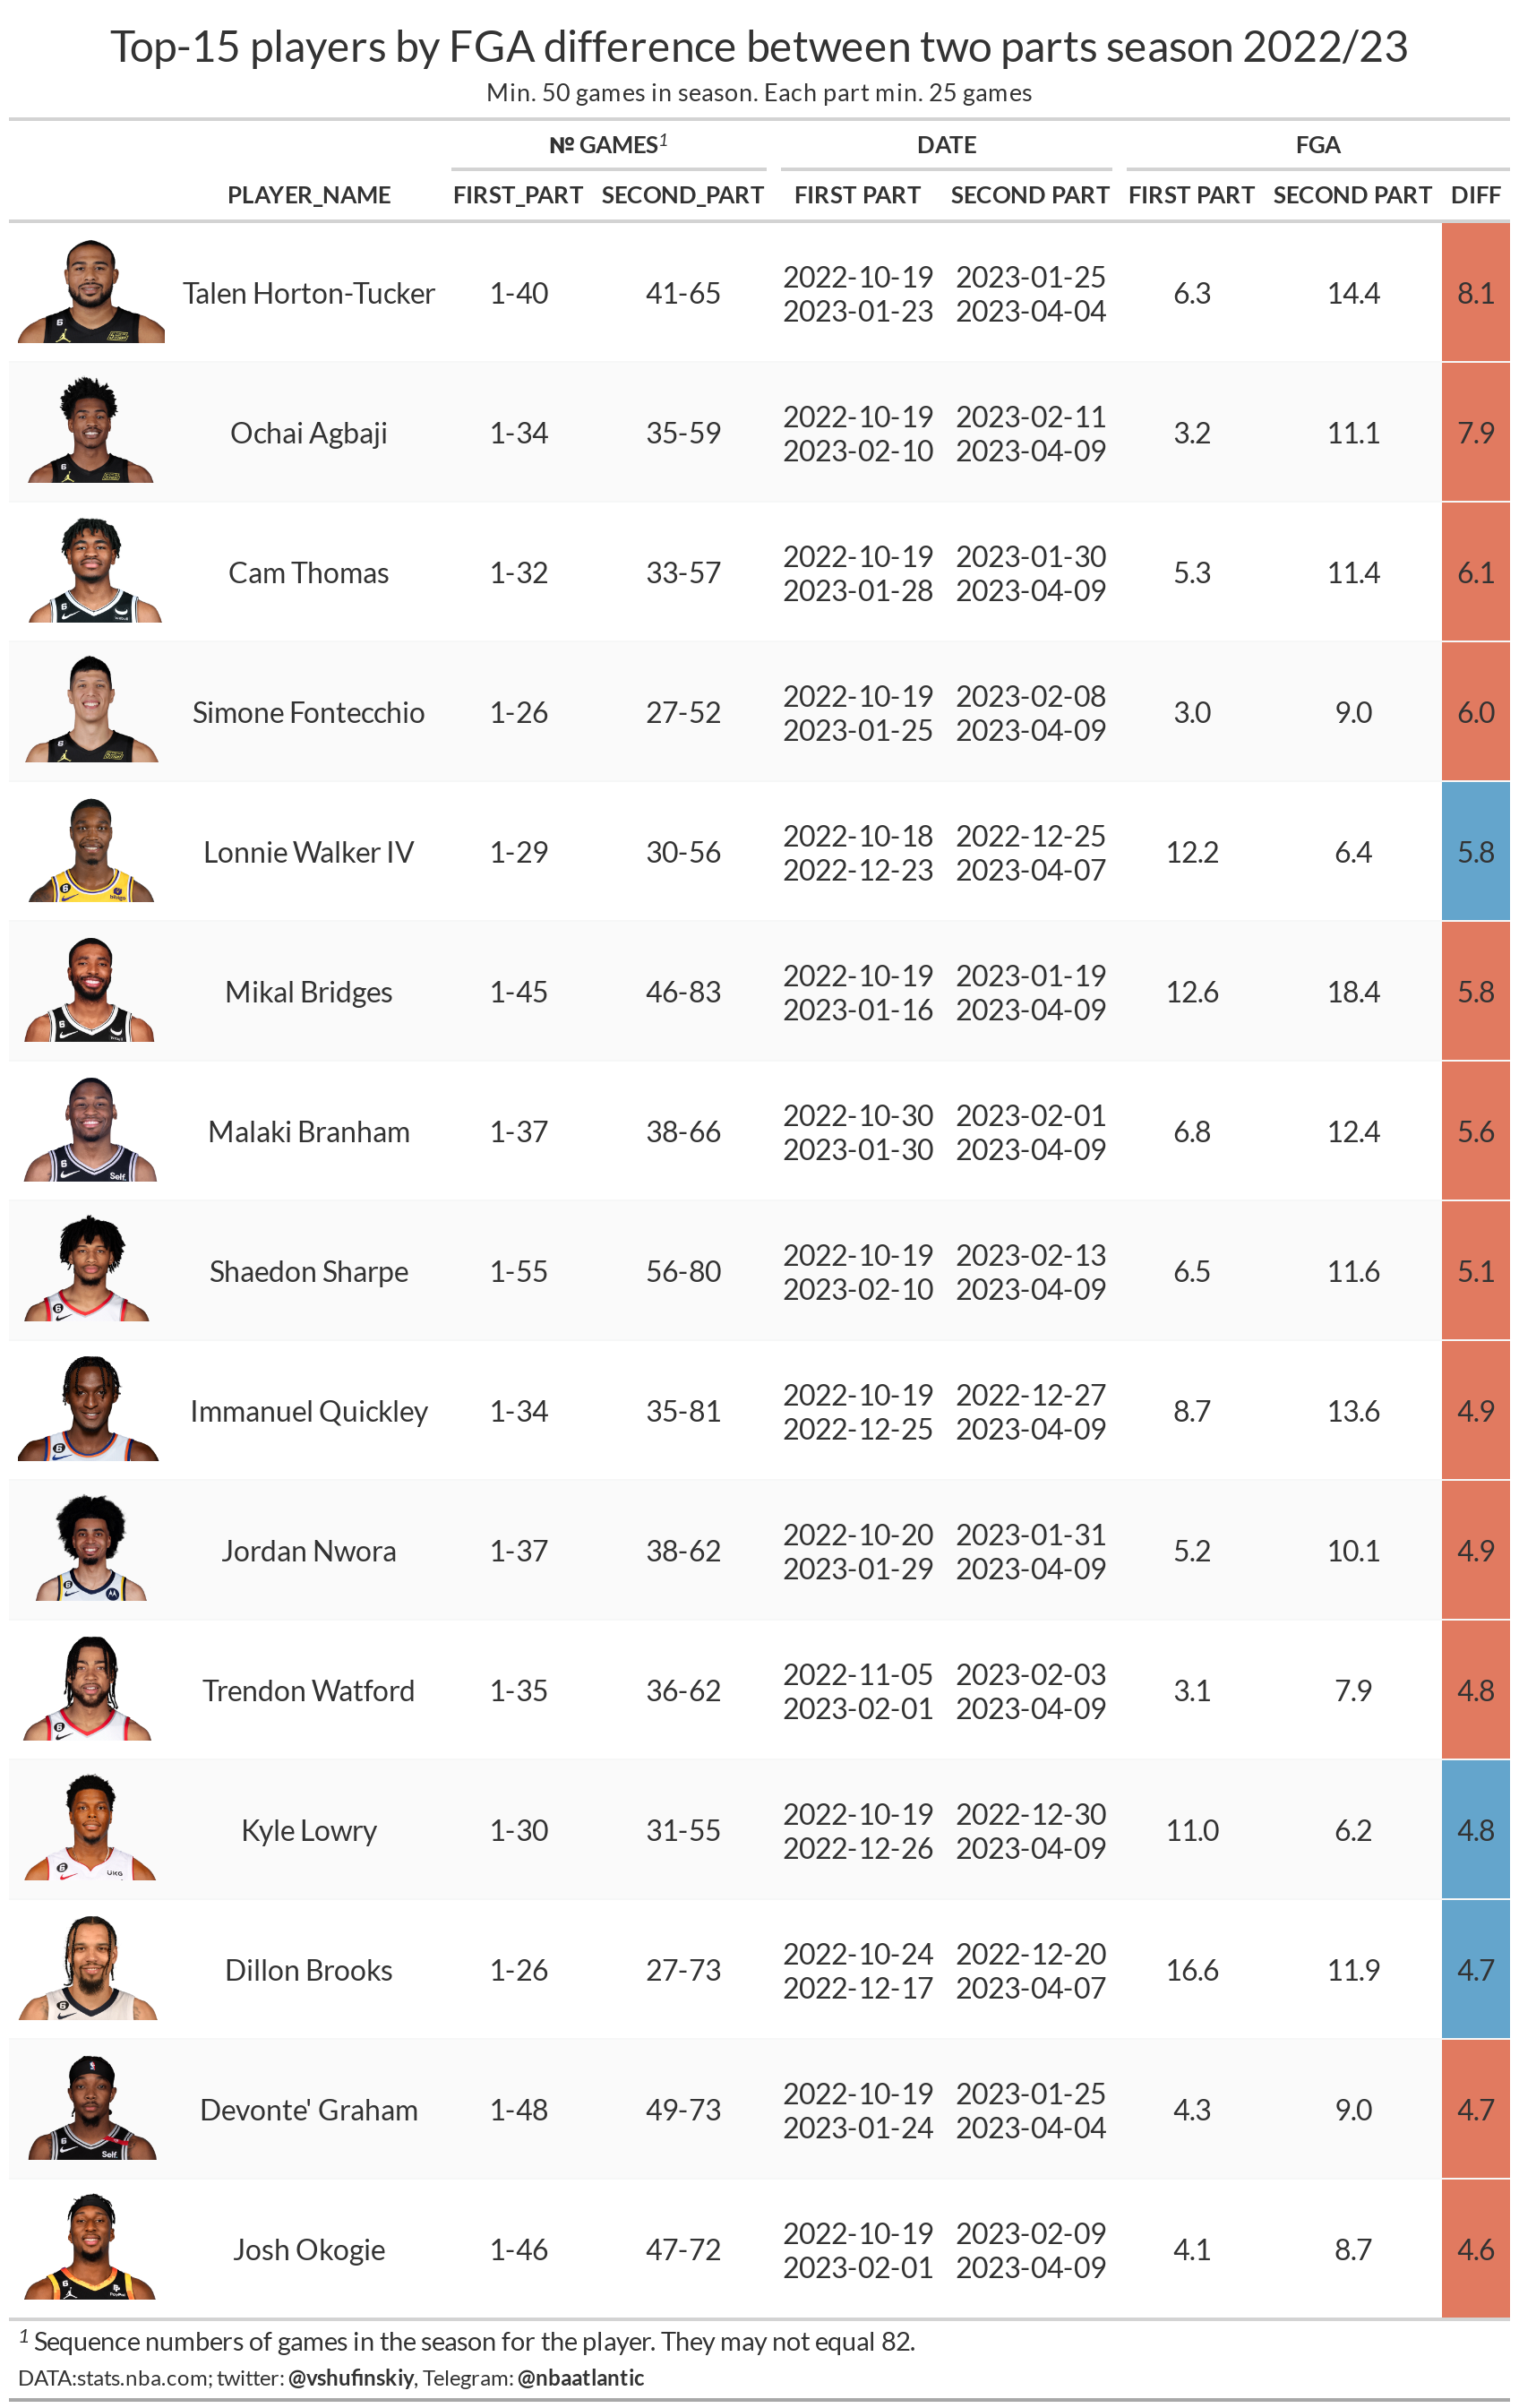 Top-15 players by FGA difference between two parts season 2022/23
Min. 50 games in season. Each part min. 25 games
№ GAMES1 DATE FGA
PLAYER_NAME FIRST_PART SECOND_PART FIRST PART SECOND PART FIRST PART SECOND PART DIFF
2022-10-19 2023-01-25
Talen Horton-Tucker 1-40 41-65 6.3 14.4 8.1
2023-01-23 2023-04-04
2022-10-19 2023-02-11
Ochai Agbaji 1-34 35-59 3.2 11.1 7.9
2023-02-10 2023-04-09
2022-10-19 2023-01-30
Cam Thomas 1-32 33-57 5.3 11.4 6.1
2023-01-28 2023-04-09
2022-10-19 2023-02-08
Simone Fontecchio 1-26 27-52 3.0 9.0 6.0
2023-01-25 2023-04-09
2022-10-18 2022-12-25
Lonnie Walker IV 1-29 30-56 12.2 6.4 5.8
2022-12-23 2023-04-07
2022-10-19 2023-01-19
Mikal Bridges 1-45 46-83 12.6 18.4 5.8
2023-01-16 2023-04-09
2022-10-30 2023-02-01
Malaki Branham 1-37 38-66 6.8 12.4 5.6
2023-01-30 2023-04-09
Self
2022-10-19 2023-02-13
Shaedon Sharpe 1-55 56-80 6.5 11.6 5.1
2023-02-10 2023-04-09
2022-10-19 2022-12-27
Immanuel Quickley 1-34 35-81 8.7 13.6 4.9
2022-12-25 2023-04-09
2022-10-20 2023-01-31
Jordan Nwora 1-37 38-62 5.2 10.1 4.9
2023-01-29 2023-04-09
2022-11-05 2023-02-03
Trendon Watford 1-35 36-62 3.1 7.9 4.8
2023-02-01 2023-04-09
2022-10-19 2022-12-30
Kyle Lowry 1-30 31-55 11.0 6.2 4.8
2022-12-26 2023-04-09
UKG
2022-10-24 2022-12-20
Dillon Brooks 1-26 27-73 16.6 11.9 4.7
2022-12-17 2023-04-07
2022-10-19 2023-01-25
Devonte' Graham 1-48 49-73 4.3 9.0 4.7
2023-01-24 2023-04-04
Self
2022-10-19 2023-02-09
Josh Okogie 1-46 47-72 4.1 8.7 4.6
2023-02-01 2023-04-09
1 Sequence numbers of games in the season for the player. They may not equal 82.
DATA:stats.nba.com; twitter: @vshufinskiy, Telegram: @nbaatlantic